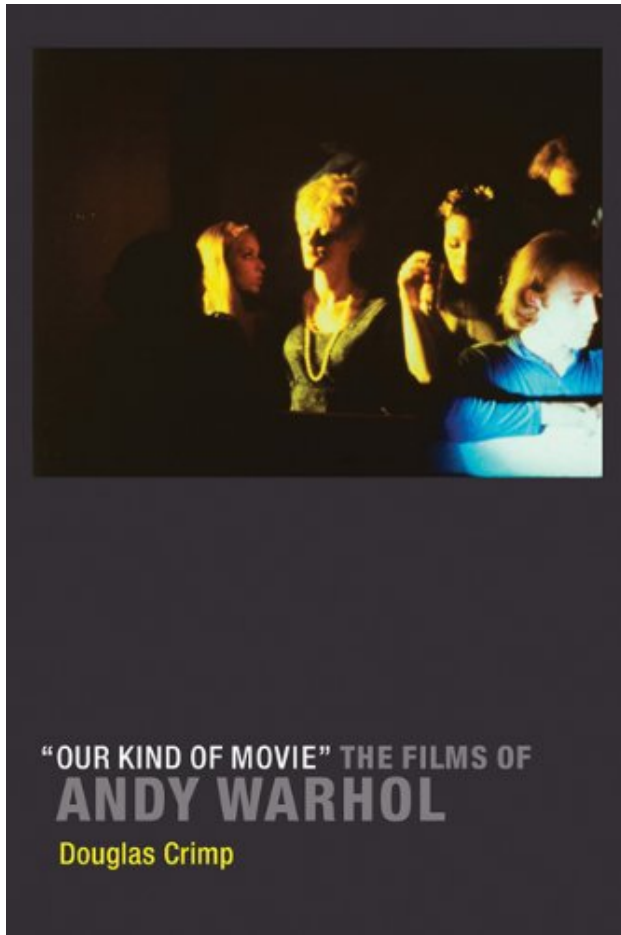 “OUR KIND OF MOVIE” THE FILMS OF
ANDY WARHOL
Douglas Crimp